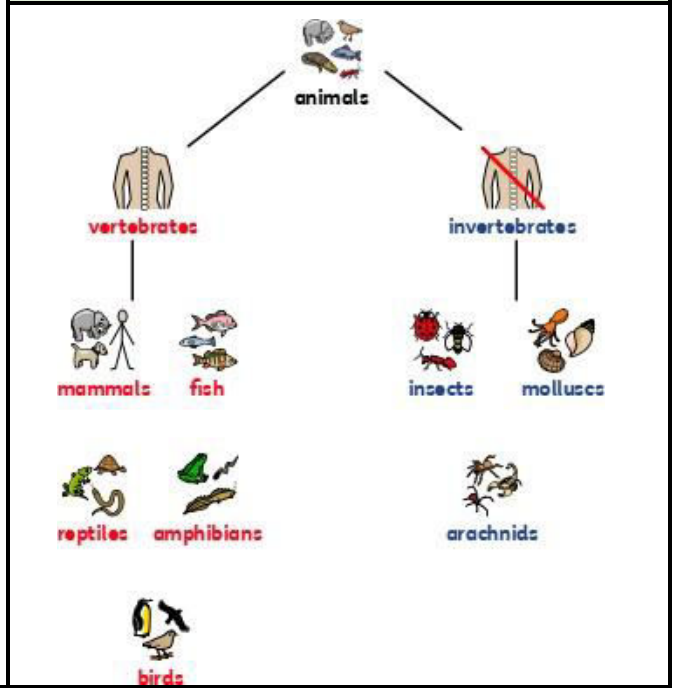 animals
vertebrates invertebrates
mammals fish insects molluscs
reptiles amphibians arachnids
birds